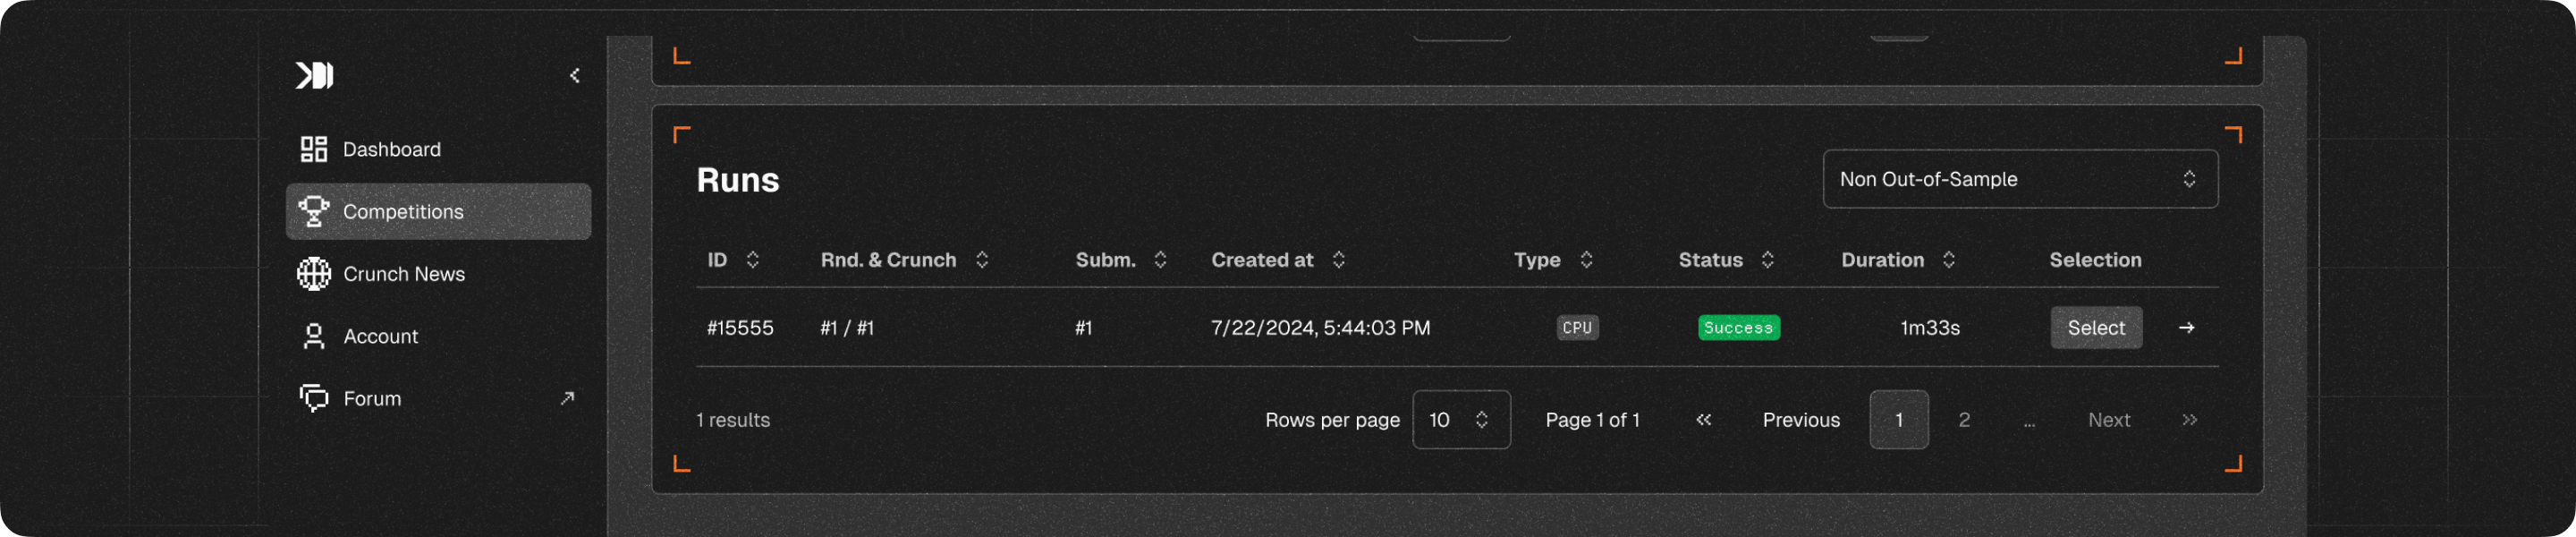 Dashboard
Competitions
Crunch News
Account
Forum
Runs
Non Out-of-Sample
ID Rnd. & Crunch Subm. Created at Type Status Duration Selection
#15555 #1 / #1 #1 7/22/2024, 5:44:03 PM CPU Success 1m33s Select →
1 results Rows per page 10 Page 1 of 1 « Previous 1 2 ... Next »